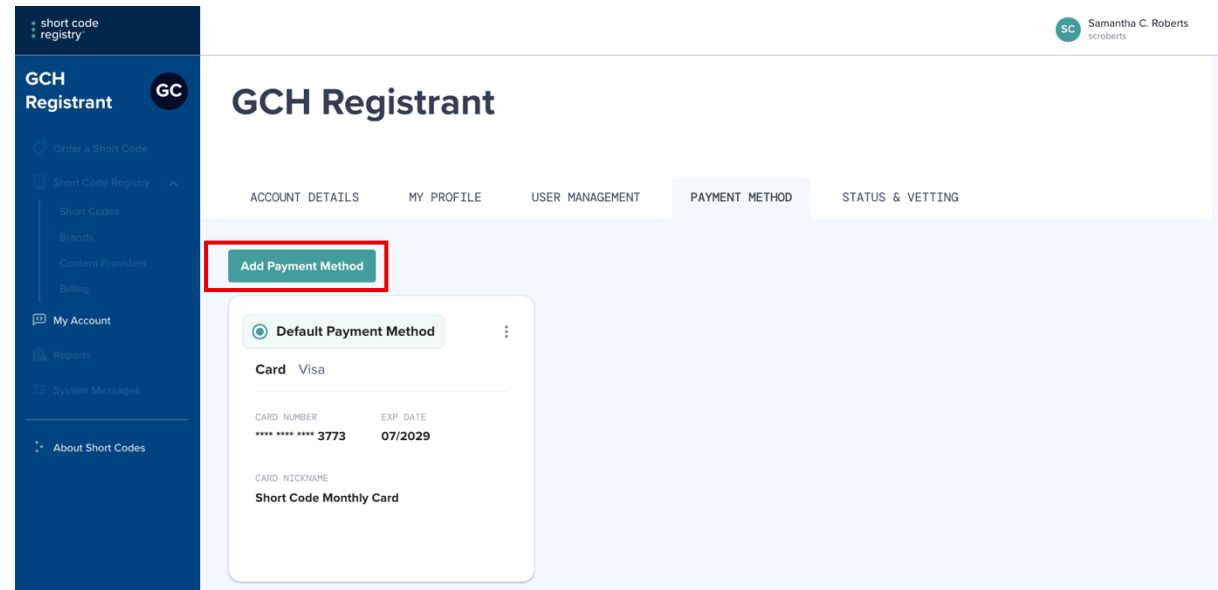 short code
registry
SC
Samantha C. Roberts
scroberts
GCH
Registrant
GC
Order a Short Code
Short Code Registry
Short Codes
Brands
Content Providers
Billing
My Account
Reports
System Messages
About Short Codes
GCH Registrant
ACCOUNT DETAILS MY PROFILE USER MANAGEMENT PAYMENT METHOD STATUS & VETTING
Add Payment Method
Default Payment Method
Card Visa
CARD NUMBER EXP DATE
**** **** **** 3773 07/2029
CARD NICKNAME
Short Code Monthly Card